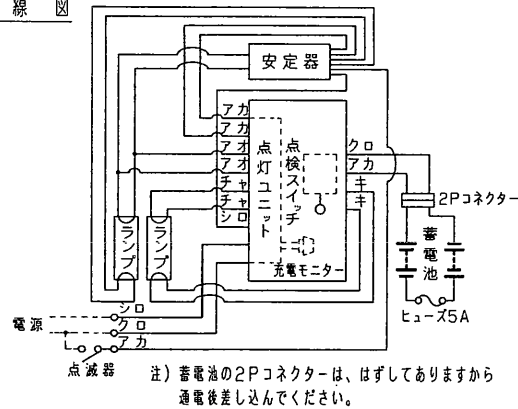 線 図
安定器
アカ
アカ
アオ
アオ
チャ
チャ
シロ
点灯ユニット
点検スイッチ
充電モニター
クロ
アカ
キ
キ
2Pコネクター
蓄電池
ヒューズ5A
ランプ
ランプ
電源
シロ
クロ
アカ
点滅器
注) 蓄電池の2Pコネクターは、はずしてありますから
通電後差し込んでください。